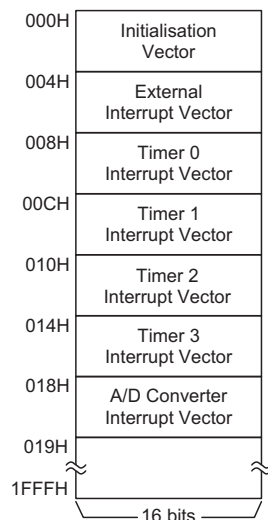 000H
Initialisation
Vector
004H
External
Interrupt Vector
008H
Timer 0
Interrupt Vector
00CH
Timer 1
Interrupt Vector
010H
Timer 2
Interrupt Vector
014H
Timer 3
Interrupt Vector
018H
A/D Converter
Interrupt Vector
019H
1FFFH
16 bits